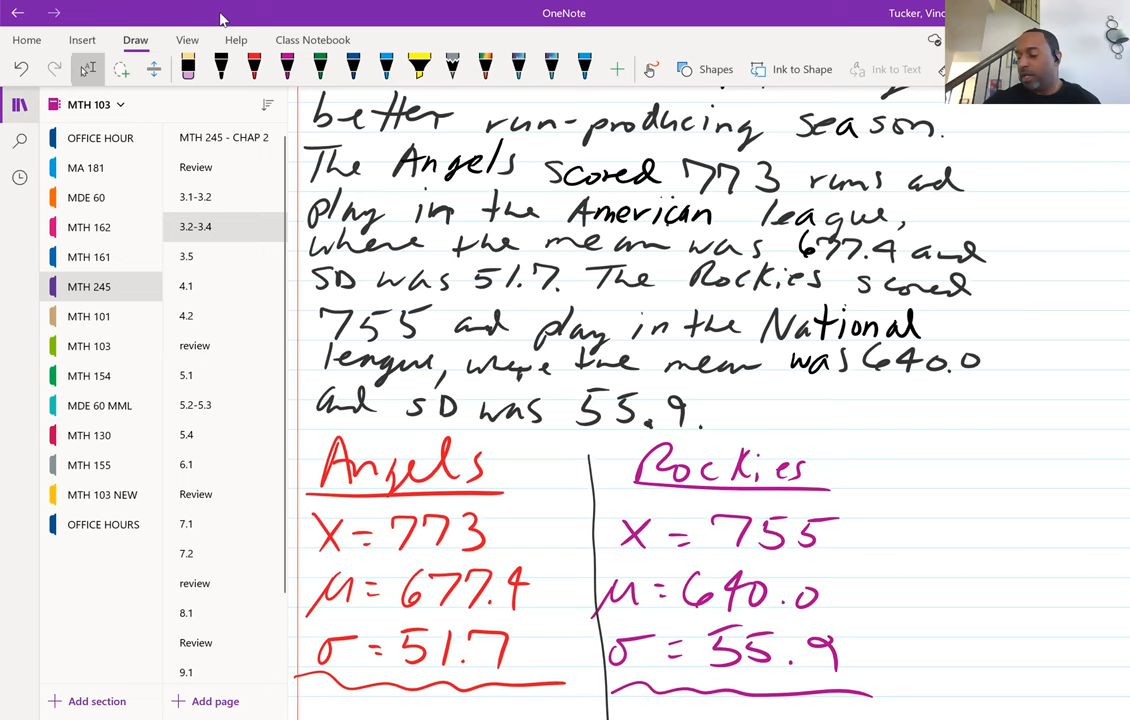 OneNote
Tucker, Vinc
Home Insert Draw View Help Class Notebook
Shapes Ink to Shape Ink to Text
MTH 103
OFFICE HOUR
MA 181
MDE 60
MTH 162
MTH 161
MTH 245
MTH 101
MTH 103
MTH 154
MDE 60 MML
MTH 130
MTH 155
MTH 103 NEW
OFFICE HOURS
Add section
MTH 245 - CHAP 2
Review
3.1-3.2
3.2-3.4
3.5
4.1
4.2
review
5.1
5.2-5.3
5.4
6.1
Review
7.1
7.2
review
8.1
Review
9.1
Add page
better run-producing season.
The Angels scored 773 runs and
play in the American league,
where the mean was 677.4 and
SD was 51.7. The Rockies scored
755 and play in the National
league, where the mean was 640.0
and SD was 55.9.
Angels
x = 773
μ = 677.4
σ = 51.7
Rockies
x = 755
μ = 640.0
σ = 55.9